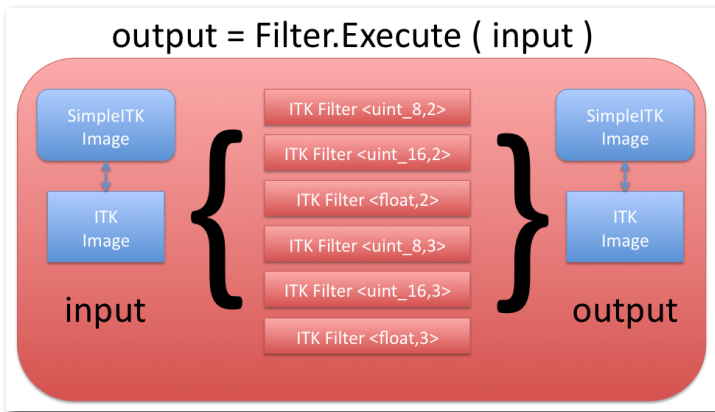 output = Filter.Execute ( input )
SimpleITK
Image
ITK
Image
input
{
ITK Filter <uint_8,2>
ITK Filter <uint_16,2>
ITK Filter <float,2>
ITK Filter <uint_8,3>
ITK Filter <uint_16,3>
ITK Filter <float,3>
}
SimpleITK
Image
ITK
Image
output